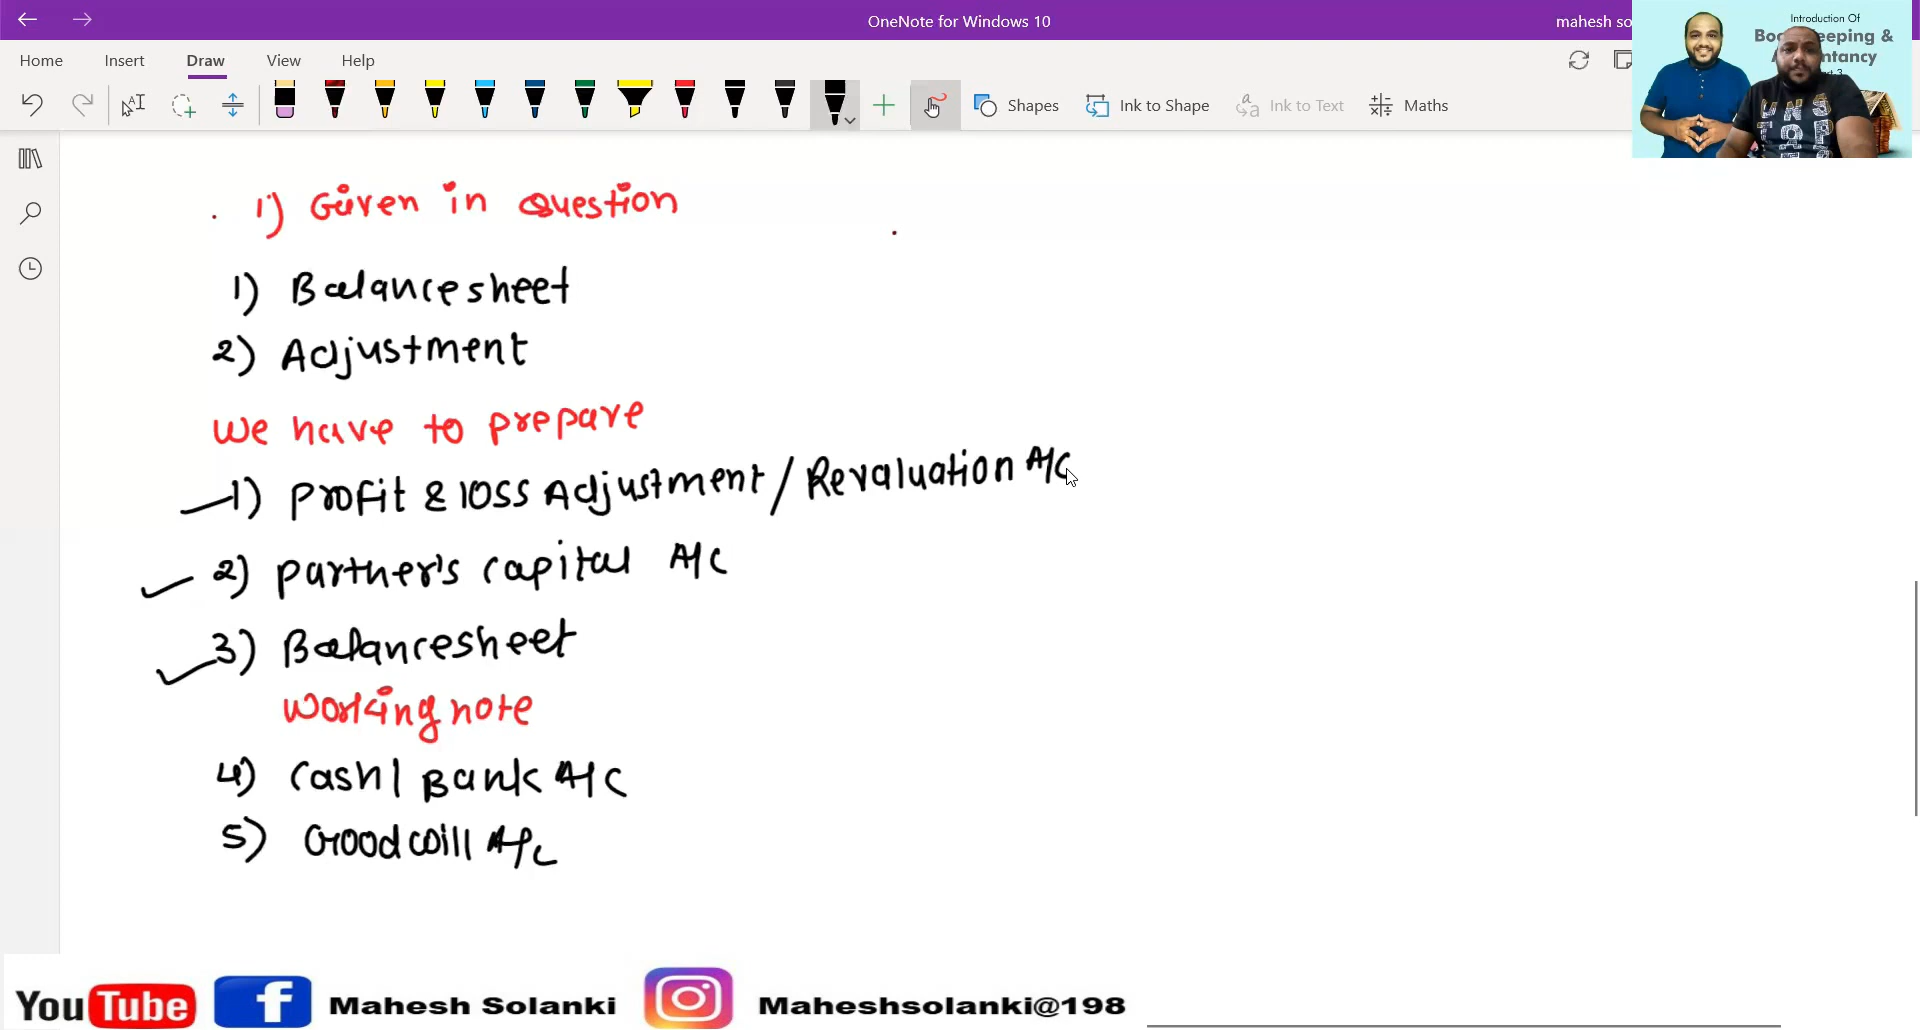 OneNote for Windows 10
mahesh so
Home Insert Draw View Help
Shapes Ink to Shape Ink to Text Maths
Introduction Of
1) Given in Question
1) Balancesheet
2) Adjustment
We have to prepare
1) Profit & loss Adjustment / Revaluation A/C
2) Partner's capital A/C
3) Balancesheet
Working note
4) Cash / Bank A/C
5) Goodwill A/C
YouTube f Mahesh Solanki Maheshsolanki@198